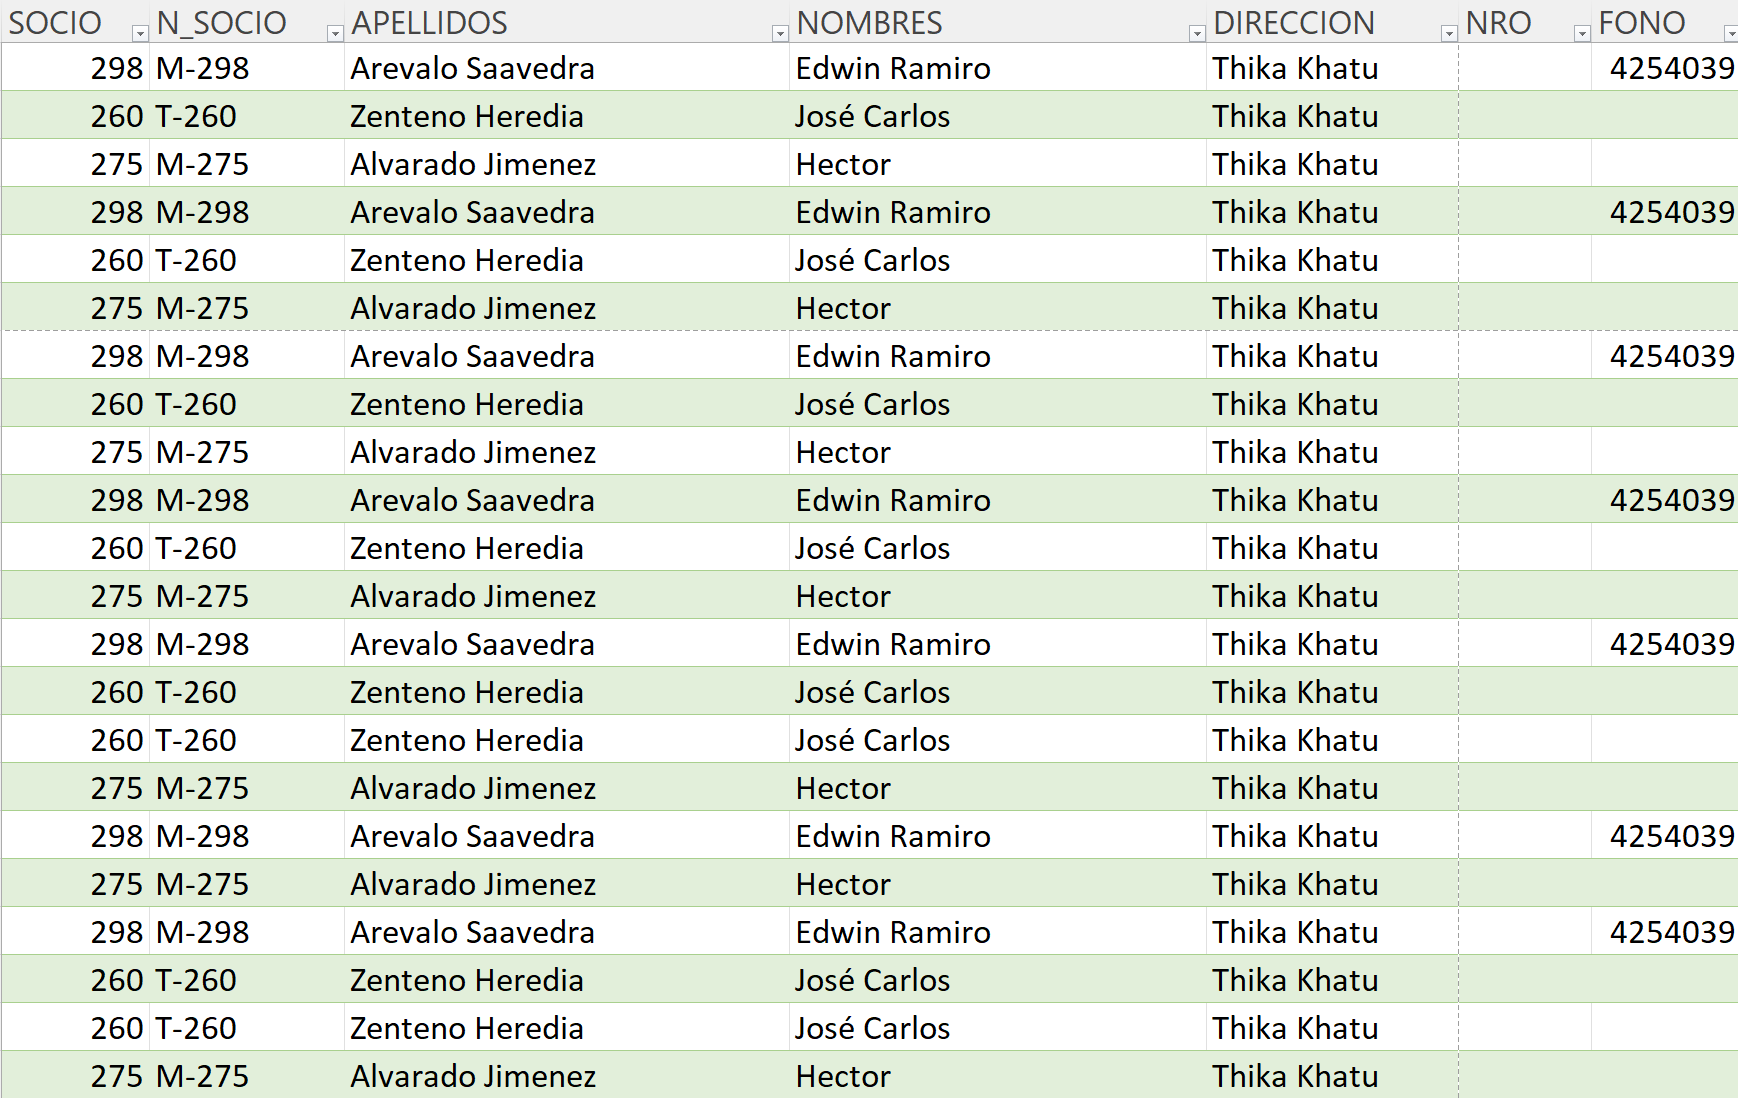 SOCIO N_SOCIO APELLIDOS NOMBRES DIRECCION NRO FONO
298 M-298 Arevalo Saavedra Edwin Ramiro Thika Khatu 4254039
260 T-260 Zenteno Heredia José Carlos Thika Khatu
275 M-275 Alvarado Jimenez Hector Thika Khatu
298 M-298 Arevalo Saavedra Edwin Ramiro Thika Khatu 4254039
260 T-260 Zenteno Heredia José Carlos Thika Khatu
275 M-275 Alvarado Jimenez Hector Thika Khatu
298 M-298 Arevalo Saavedra Edwin Ramiro Thika Khatu 4254039
260 T-260 Zenteno Heredia José Carlos Thika Khatu
275 M-275 Alvarado Jimenez Hector Thika Khatu
298 M-298 Arevalo Saavedra Edwin Ramiro Thika Khatu 4254039
260 T-260 Zenteno Heredia José Carlos Thika Khatu
275 M-275 Alvarado Jimenez Hector Thika Khatu
298 M-298 Arevalo Saavedra Edwin Ramiro Thika Khatu 4254039
260 T-260 Zenteno Heredia José Carlos Thika Khatu
260 T-260 Zenteno Heredia José Carlos Thika Khatu
275 M-275 Alvarado Jimenez Hector Thika Khatu
298 M-298 Arevalo Saavedra Edwin Ramiro Thika Khatu 4254039
275 M-275 Alvarado Jimenez Hector Thika Khatu
298 M-298 Arevalo Saavedra Edwin Ramiro Thika Khatu 4254039
260 T-260 Zenteno Heredia José Carlos Thika Khatu
260 T-260 Zenteno Heredia José Carlos Thika Khatu
275 M-275 Alvarado Jimenez Hector Thika Khatu